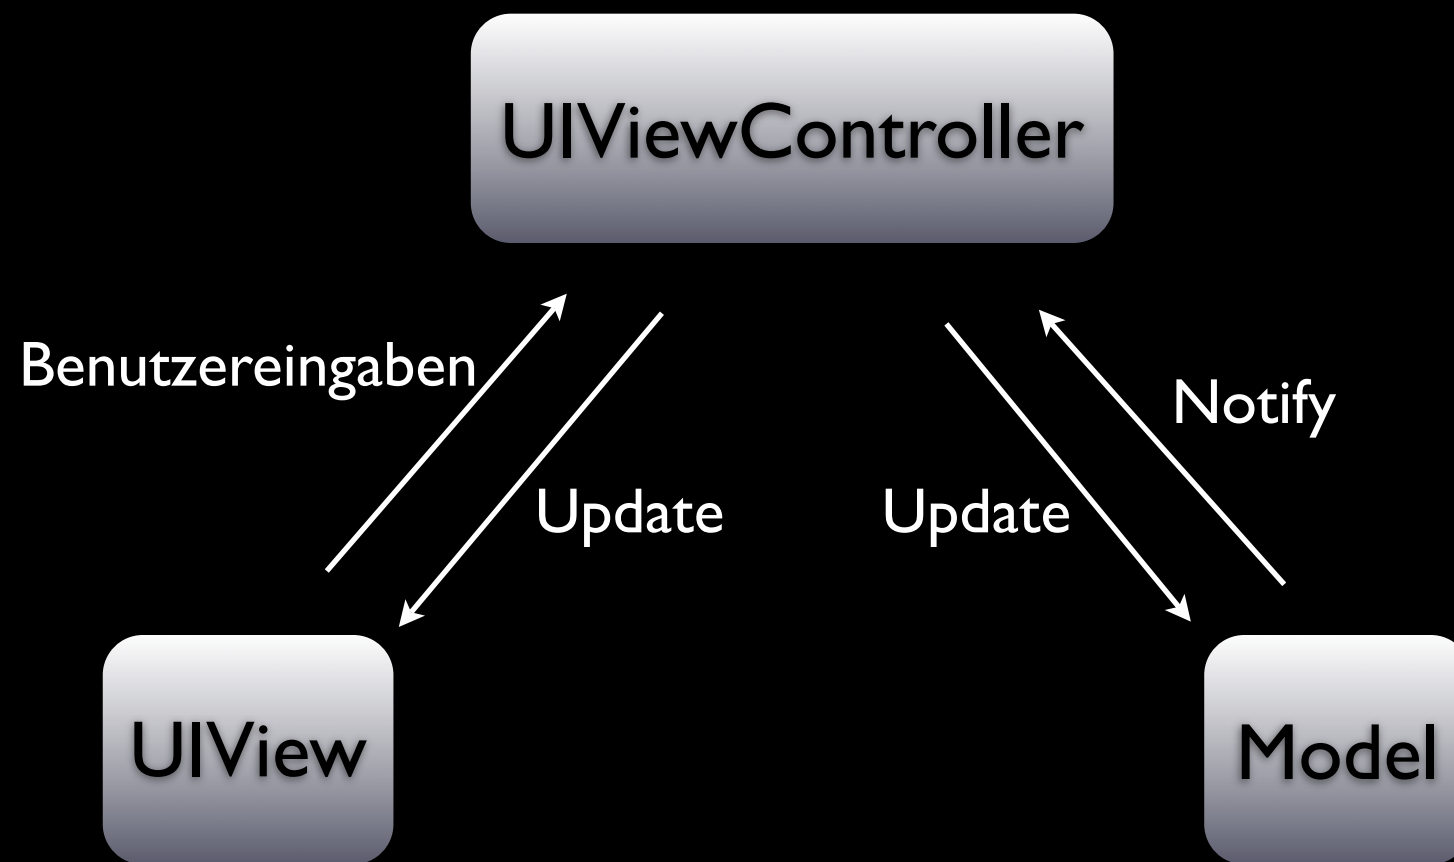 UIViewController
Benutzereingaben
Notify
Update
Update
UIView
Model